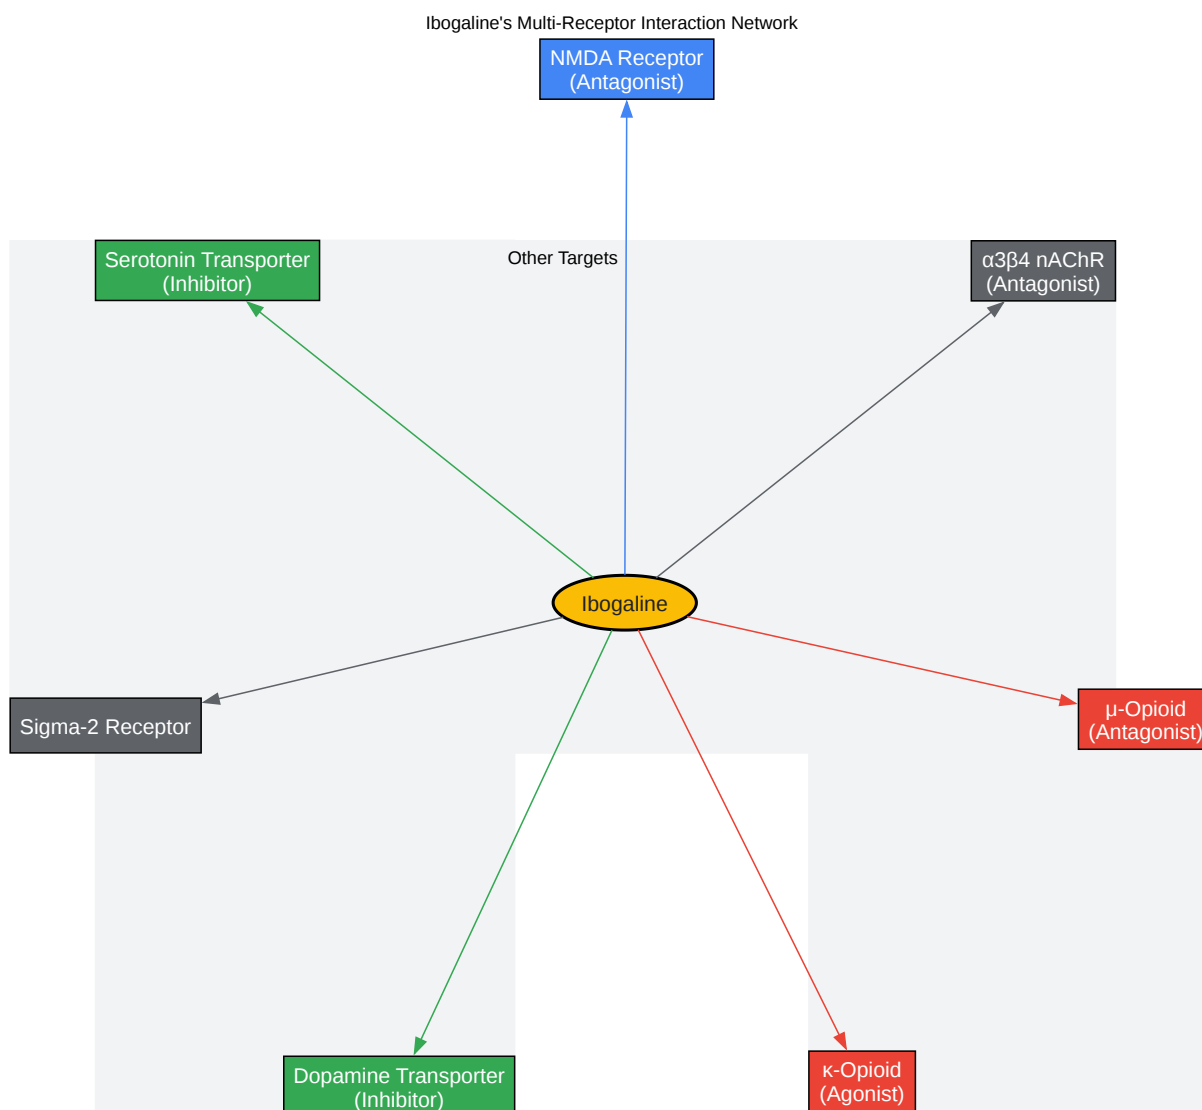 Ibogaline's Multi-Receptor Interaction Network
NMDA Receptor
(Antagonist)
Other Targets
Serotonin Transporter
(Inhibitor)
α3β4 nAChR
(Antagonist)
Ibogaline
Sigma-2 Receptor
μ-Opioid
(Antagonist)
Dopamine Transporter
(Inhibitor)
κ-Opioid
(Agonist)